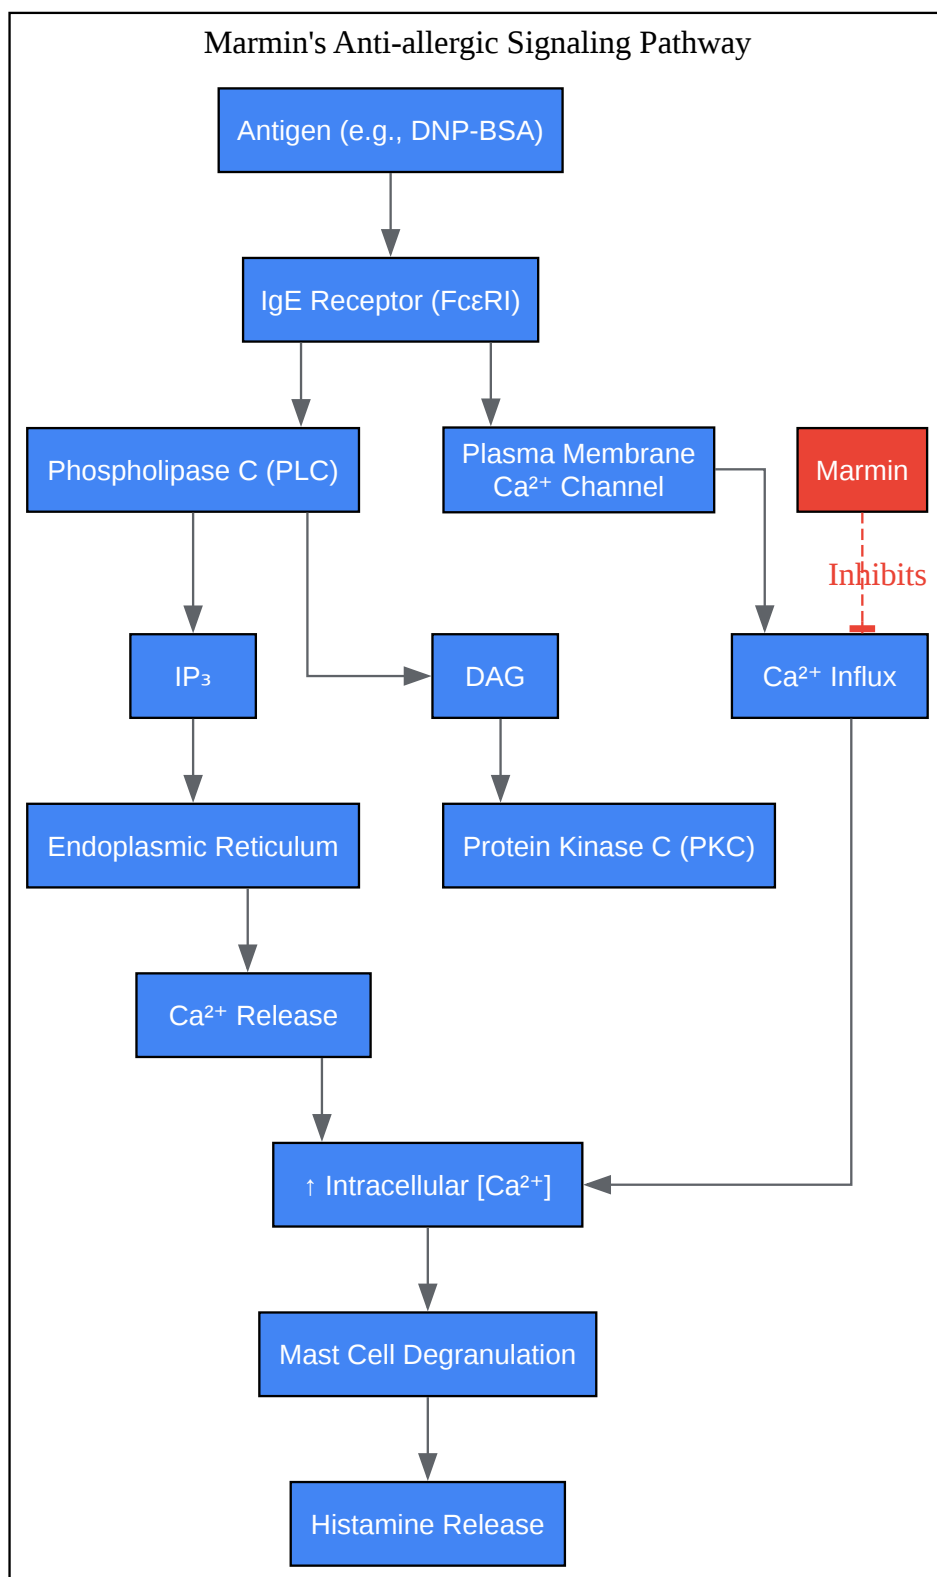 Marmin's Anti-allergic Signaling Pathway
Antigen (e.g., DNP-BSA)
IgE Receptor (FcεRI)
Phospholipase C (PLC)
Plasma Membrane
Ca²⁺ Channel
Marmin
Inhibits
IP₃
DAG
Ca²⁺ Influx
Endoplasmic Reticulum
Protein Kinase C (PKC)
Ca²⁺ Release
↑ Intracellular [Ca²⁺]
Mast Cell Degranulation
Histamine Release